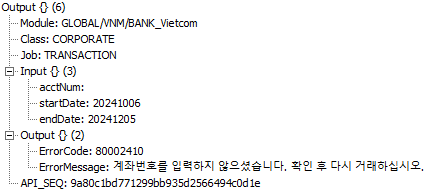 Output {} (6)
Module: GLOBAL/VNM/BANK_Vietcom
Class: CORPORATE
Job: TRANSACTION
Input {} (3)
acctNum:
startDate: 20241006
endDate: 20241205
Output {} (2)
ErrorCode: 80002410
ErrorMessage: 계좌번호를 입력하지 않으셨습니다. 확인 후 다시 거래하십시오.
API_SEQ: 9a80c1bd771299bb935d2566494c0d1e